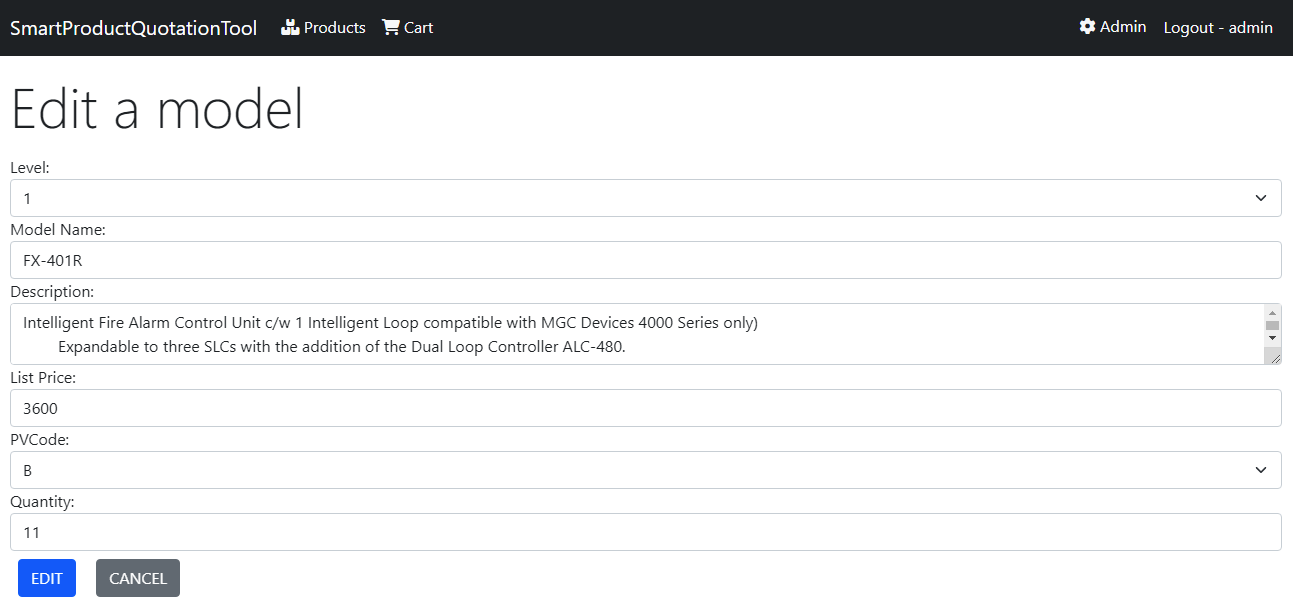 SmartProductQuotationTool Products Cart Admin Logout - admin
Edit a model
Level:
1
Model Name:
FX-401R
Description:
Intelligent Fire Alarm Control Unit c/w 1 Intelligent Loop compatible with MGC Devices 4000 Series only)
Expandable to three SLCs with the addition of the Dual Loop Controller ALC-480.
List Price:
3600
PVCode:
B
Quantity:
11
EDIT CANCEL